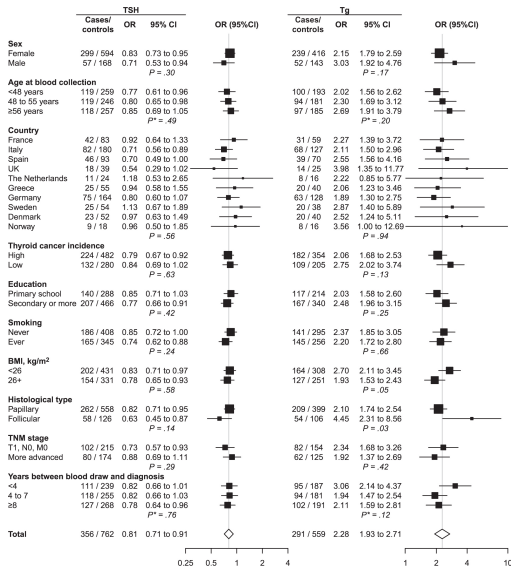 TSH Tg
Cases/ controls OR 95% CI OR (95%CI) Cases/ controls OR 95% CI OR (95%CI)
Sex
Female 299 / 594 0.83 0.73 to 0.95 239 / 416 2.15 1.79 to 2.59
Male 57 / 168 0.71 0.53 to 0.94 52 / 143 3.03 1.92 to 4.76
P = .30 P = .17
Age at blood collection
<48 years 119 / 259 0.77 0.61 to 0.96 100 / 193 2.02 1.56 to 2.62
48 to 55 years 119 / 246 0.80 0.65 to 0.98 94 / 181 2.30 1.69 to 3.12
≥56 years 118 / 257 0.85 0.69 to 1.05 97 / 185 2.69 1.91 to 3.79
P* = .49 P* = .20
Country
France 42 / 83 0.92 0.64 to 1.33 31 / 59 2.27 1.39 to 3.72
Italy 82 / 180 0.71 0.56 to 0.89 68 / 127 2.11 1.50 to 2.96
Spain 46 / 93 0.70 0.49 to 1.00 39 / 70 2.55 1.56 to 4.16
UK 18 / 39 0.54 0.29 to 1.02 14 / 25 3.98 1.35 to 11.77
The Netherlands 11 / 24 1.18 0.53 to 2.65 8 / 16 2.22 0.85 to 5.77
Greece 25 / 55 0.94 0.58 to 1.55 20 / 40 2.06 1.23 to 3.46
Germany 75 / 164 0.80 0.60 to 1.07 63 / 128 1.89 1.30 to 2.75
Sweden 25 / 54 1.13 0.67 to 1.89 20 / 38 2.87 1.40 to 5.89
Denmark 23 / 52 0.97 0.63 to 1.49 20 / 40 2.52 1.24 to 5.11
Norway 9 / 18 0.96 0.50 to 1.85 8 / 16 3.56 1.00 to 12.69
P = .56 P = .94
Thyroid cancer incidence
High 224 / 482 0.79 0.67 to 0.92 182 / 354 2.06 1.68 to 2.53
Low 132 / 280 0.84 0.69 to 1.02 109 / 205 2.75 2.02 to 3.74
P = .63 P = .13
Education
Primary school 140 / 288 0.85 0.71 to 1.03 117 / 214 2.03 1.58 to 2.60
Secondary or more 207 / 466 0.77 0.66 to 0.91 167 / 340 2.48 1.96 to 3.15
P = .42 P = .25
Smoking
Never 186 / 408 0.85 0.72 to 1.00 141 / 295 2.37 1.85 to 3.05
Ever 165 / 345 0.74 0.62 to 0.88 145 / 256 2.20 1.72 to 2.80
P = .24 P = .66
BMI, kg/m²
<26 202 / 431 0.83 0.71 to 0.97 164 / 308 2.70 2.11 to 3.45
26+ 154 / 331 0.78 0.65 to 0.93 127 / 251 1.93 1.53 to 2.43
P = .58 P = .05
Histological type
Papillary 262 / 558 0.82 0.71 to 0.95 209 / 399 2.10 1.74 to 2.54
Follicular 58 / 126 0.63 0.45 to 0.87 54 / 106 4.45 2.31 to 8.56
P = .14 P = .03
TNM stage
T1, N0, M0 102 / 215 0.73 0.57 to 0.93 82 / 154 2.34 1.68 to 3.26
More advanced 80 / 174 0.88 0.69 to 1.11 62 / 125 1.92 1.37 to 2.69
P = .29 P = .42
Years between blood draw and diagnosis
<4 111 / 239 0.82 0.66 to 1.01 95 / 187 3.06 2.14 to 4.37
4 to 7 118 / 255 0.82 0.66 to 1.03 94 / 181 1.94 1.47 to 2.54
≥8 127 / 268 0.78 0.64 to 0.96 102 / 191 2.11 1.59 to 2.81
P* = .76 P* = .12
Total 356 / 762 0.81 0.71 to 0.91 291 / 559 2.28 1.93 to 2.71
0.25 0.5 1 2 4 1 2 3 4 10